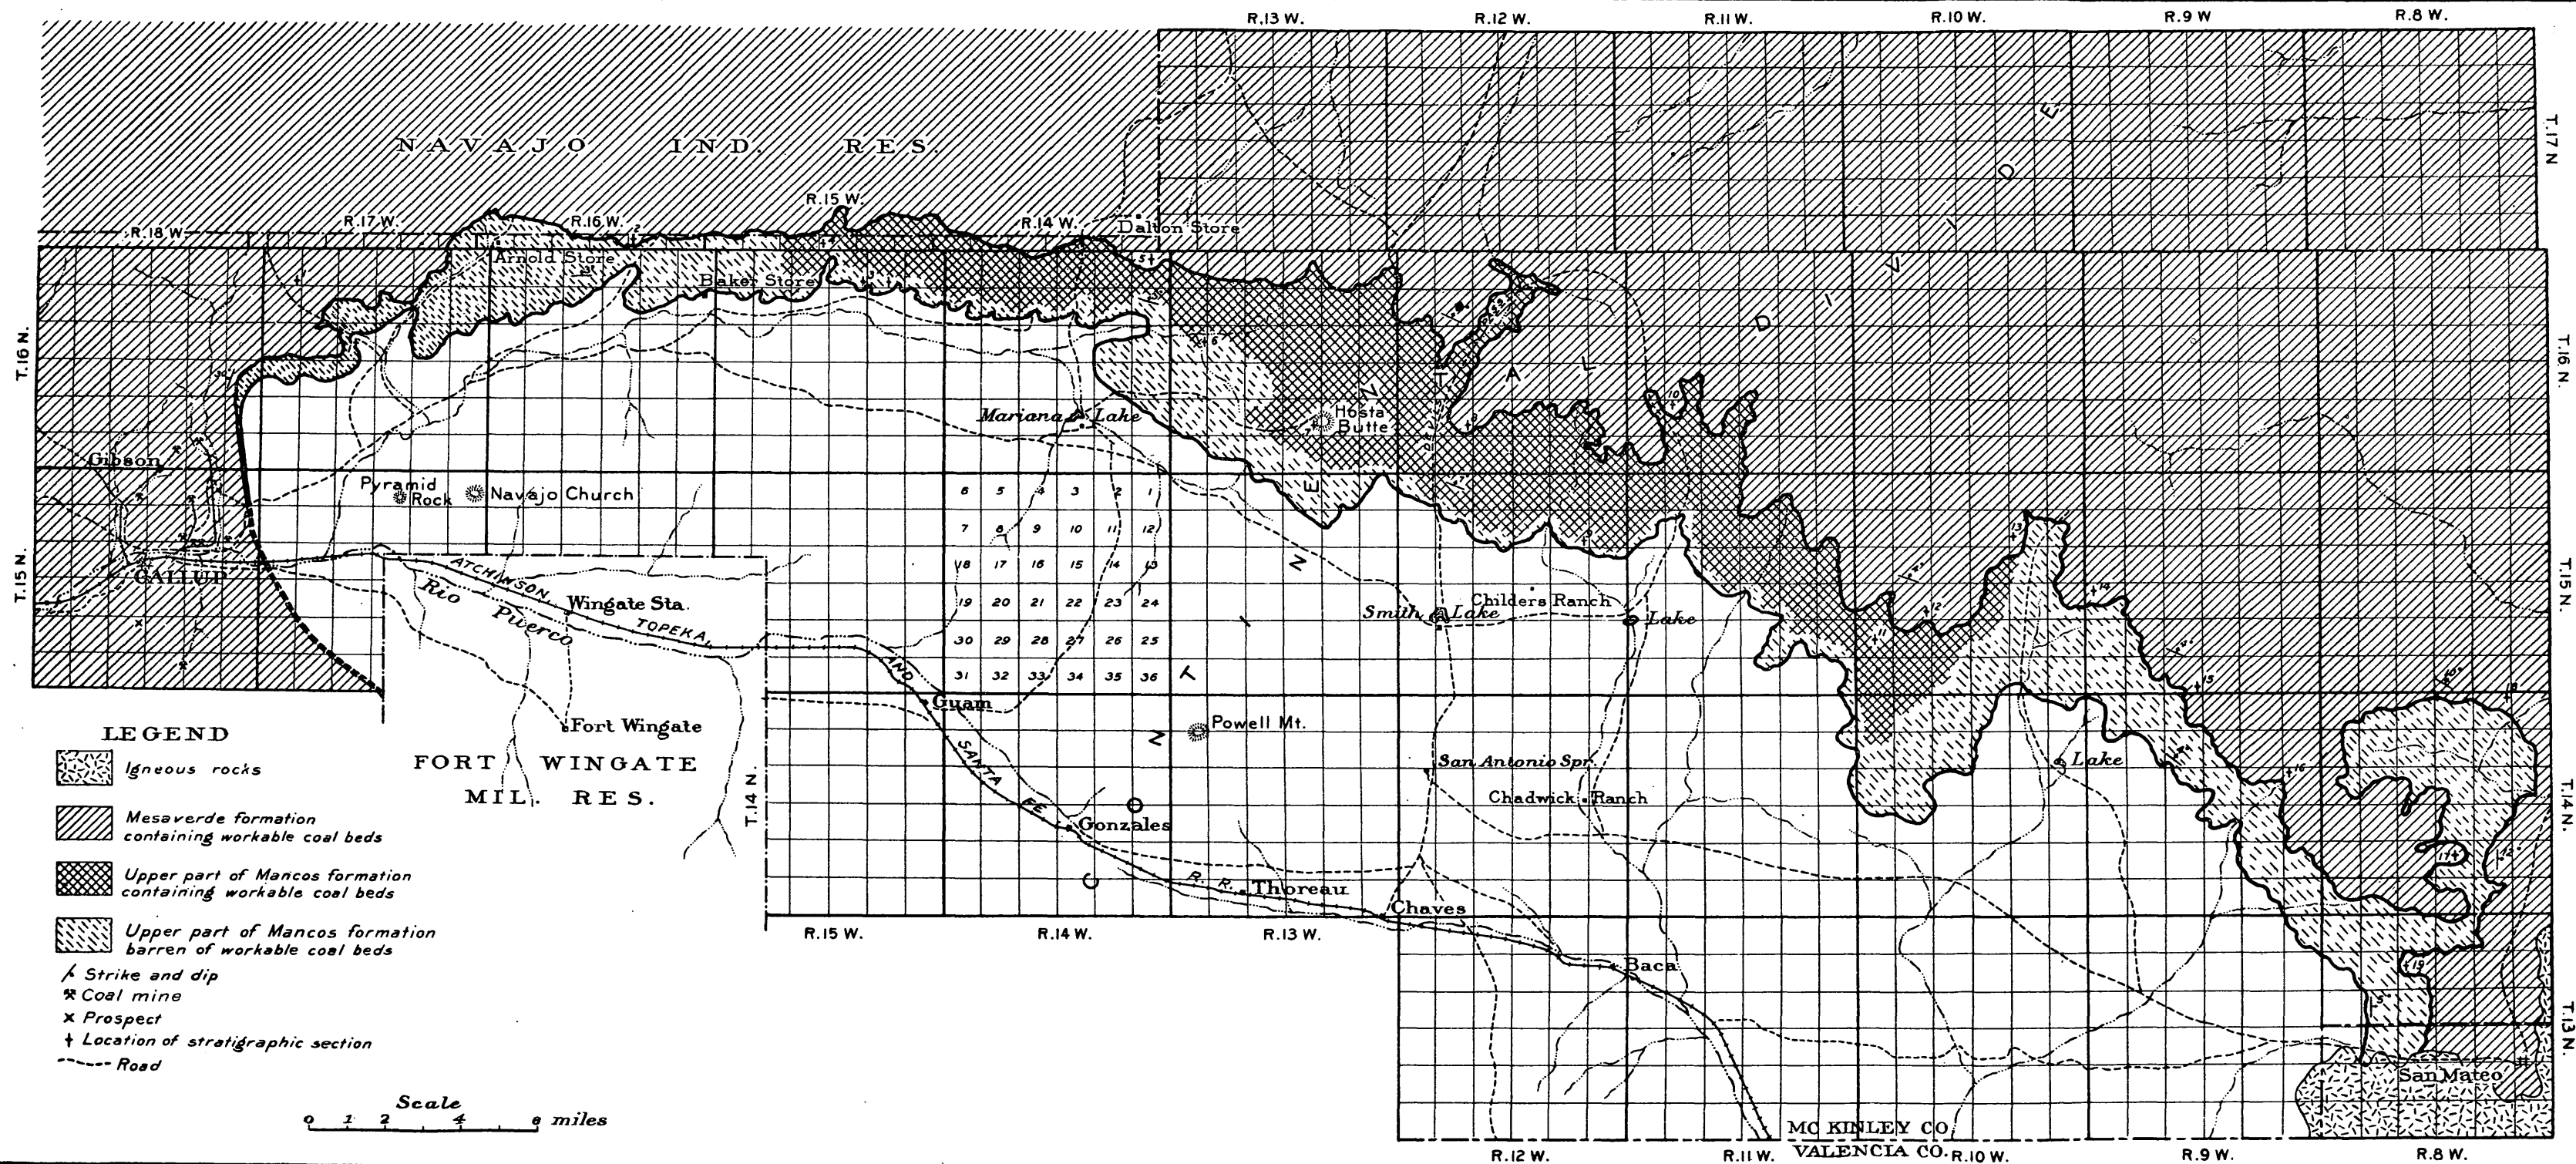 R.13 W. R.12 W. R.11 W. R.10 W. R.9 W R.8 W.
T.17 N
NAVAJO IND. RES.
R.18 W. R.17 W. R.16 W. R.15 W. R.14 W.
Dalton Store
Arnold Store
Baker Store
T.16 N.
T.16 N.
CONTINENTAL DIVIDE
Mariana Lake
Hosta
Butte
Gibson
Pyramid
Rock
Navajo Church
6 5 4 3 2 1
7 8 9 10 11 12
18 17 16 15 14 13
19 20 21 22 23 24
30 29 28 27 26 25
31 32 33 34 35 36
T.15 N.
T.15 N.
GALLUP
ATCHINSON TOPEKA, AND SANTA FE R. R.
Rio Puerco
Wingate Sta.
Smith Lake
Childers Ranch
Lake
Guam
Fort Wingate
FORT WINGATE
MIL. RES.
T.14 N.
T.14 N.
Powell Mt.
San Antonio Spr.
Chadwick Ranch
Lake
Gonzales
Thoreau
Chaves
R.15 W. R.14 W. R.13 W.
Baca
T.13 N.
San Mateo
MC KINLEY CO.
VALENCIA CO.
R.12 W. R.11 W. R.10 W. R.9 W. R.8 W.
LEGEND
Igneous rocks
Mesaverde formation
containing workable coal beds
Upper part of Mancos formation
containing workable coal beds
Upper part of Mancos formation
barren of workable coal beds
Strike and dip
Coal mine
Prospect
Location of stratigraphic section
Road
Scale
0 1 2 4 6 miles